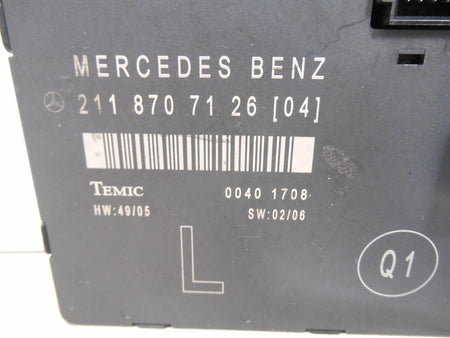 MERCEDES BENZ
211 870 71 26 [04]
TEMIC 0040 1708
HW:49/05 SW:02/06
L
Q1